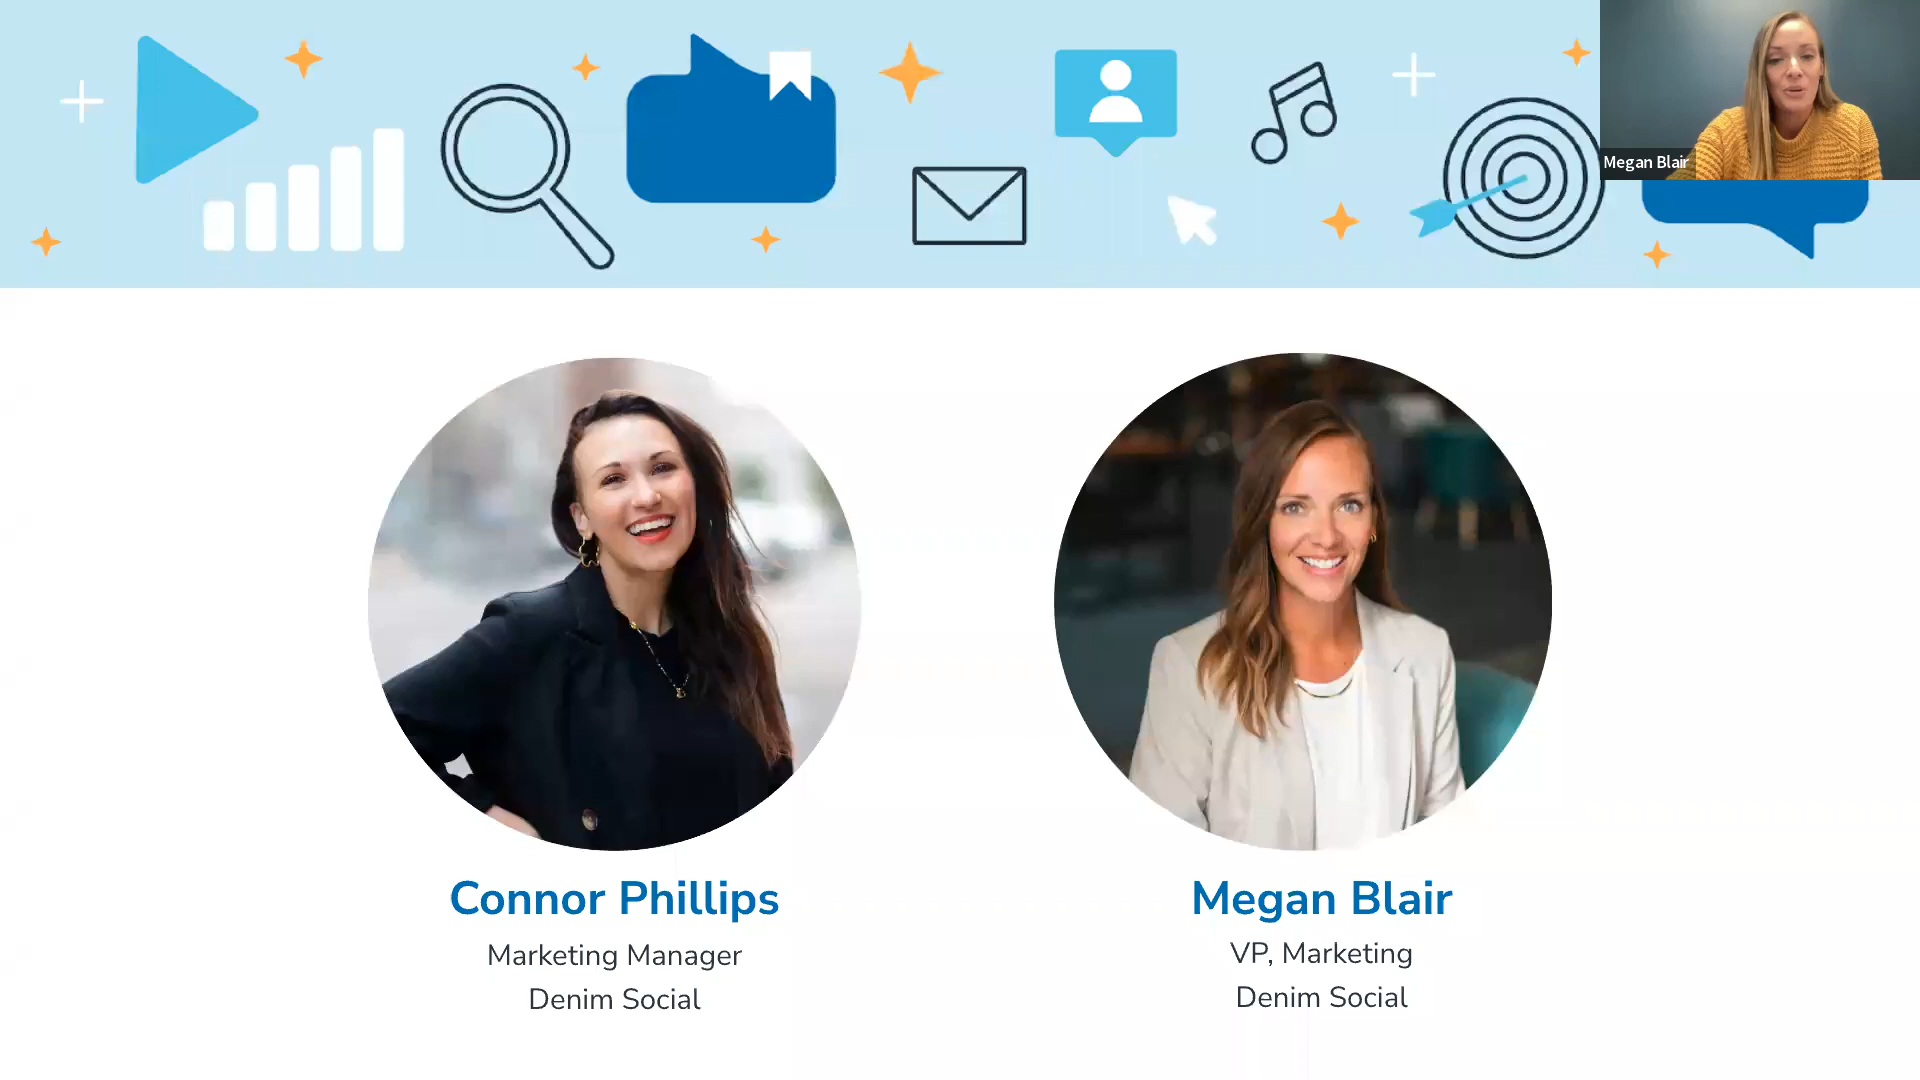 Megan Blair
Connor Phillips
Marketing Manager
Denim Social
Megan Blair
VP, Marketing
Denim Social